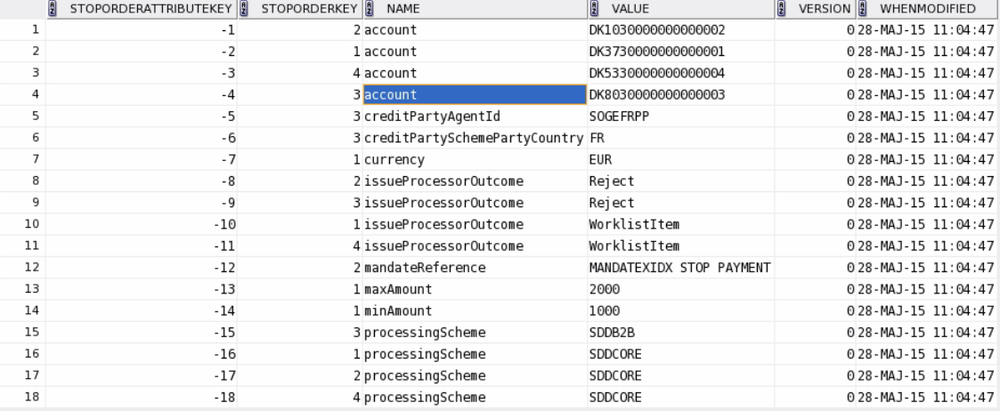 STOPORDERATTRIBUTEKEY STOPORDERKEY NAME VALUE VERSION WHENMODIFIED
1 -1 2 account DK1030000000000002 0 28-MAJ-15 11:04:47
2 -2 1 account DK3730000000000001 0 28-MAJ-15 11:04:47
3 -3 4 account DK5330000000000004 0 28-MAJ-15 11:04:47
4 -4 3 account DK8030000000000003 0 28-MAJ-15 11:04:47
5 -5 3 creditPartyAgentId SOGEFRPP 0 28-MAJ-15 11:04:47
6 -6 3 creditPartySchemePartyCountry FR 0 28-MAJ-15 11:04:47
7 -7 1 currency EUR 0 28-MAJ-15 11:04:47
8 -8 2 issueProcessorOutcome Reject 0 28-MAJ-15 11:04:47
9 -9 3 issueProcessorOutcome Reject 0 28-MAJ-15 11:04:47
10 -10 1 issueProcessorOutcome WorklistItem 0 28-MAJ-15 11:04:47
11 -11 4 issueProcessorOutcome WorklistItem 0 28-MAJ-15 11:04:47
12 -12 2 mandateReference MANDATEXIDX STOP PAYMENT 0 28-MAJ-15 11:04:47
13 -13 1 maxAmount 2000 0 28-MAJ-15 11:04:47
14 -14 1 minAmount 1000 0 28-MAJ-15 11:04:47
15 -15 3 processingScheme SDDB2B 0 28-MAJ-15 11:04:47
16 -16 1 processingScheme SDDCORE 0 28-MAJ-15 11:04:47
17 -17 2 processingScheme SDDCORE 0 28-MAJ-15 11:04:47
18 -18 4 processingScheme SDDCORE 0 28-MAJ-15 11:04:47